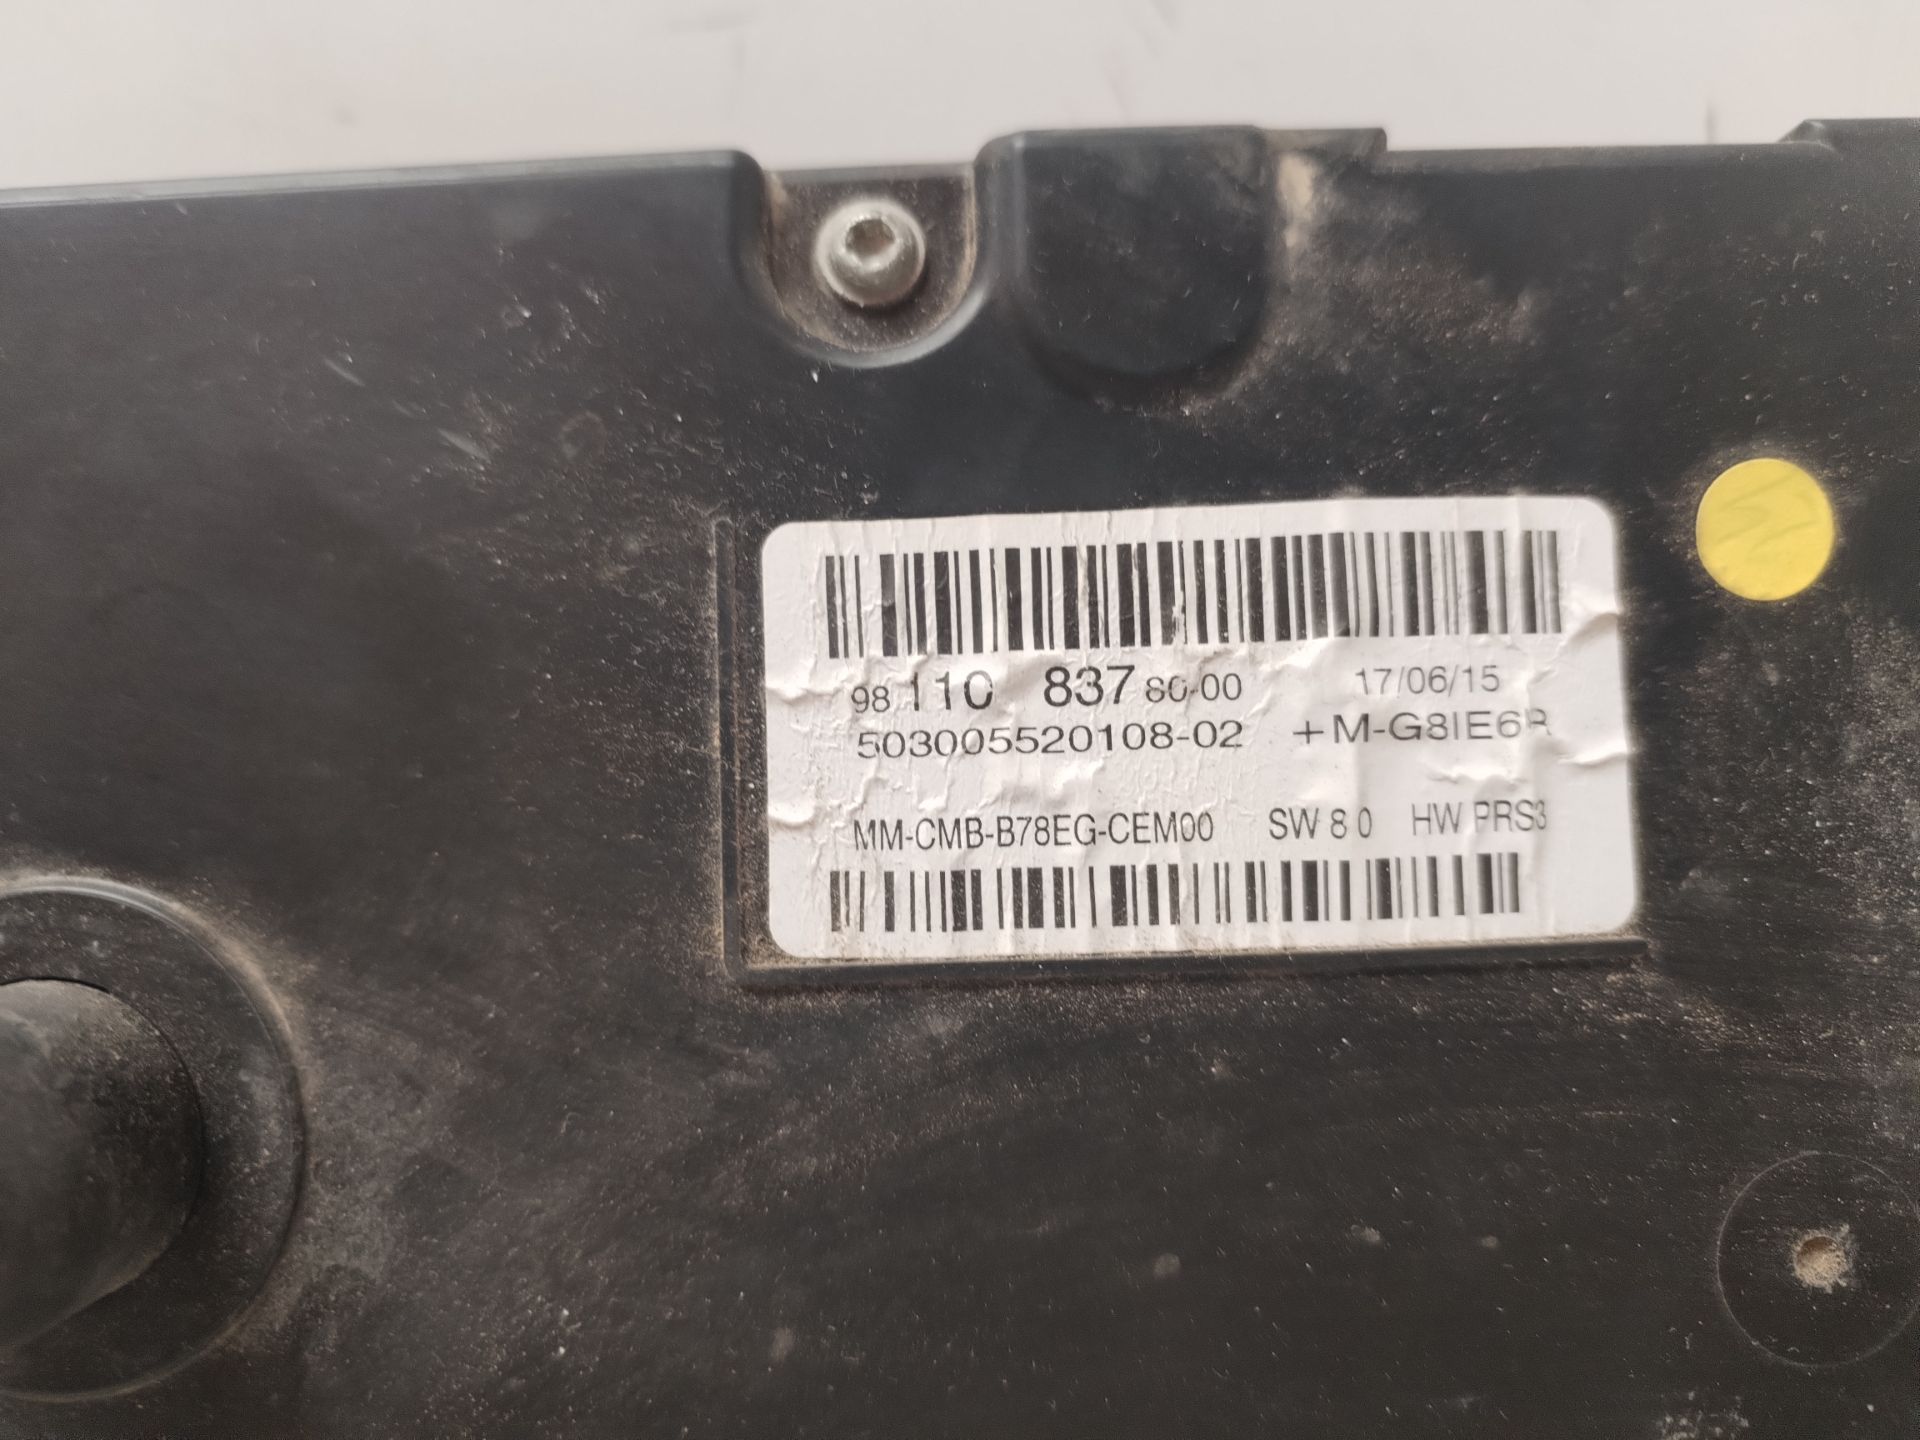 98 110 837 80-00 17/06/15
503005520108-02 +M-G8IE6R
MM-CMB-B78EG-CEM00 SW 8 0 HW PRS3